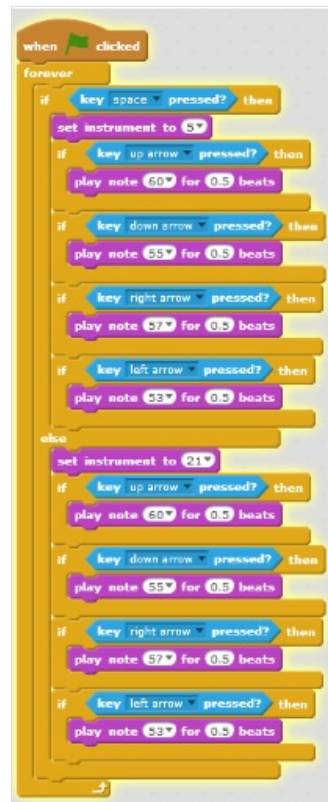 when clicked
forever
if key space pressed? then
set instrument to 5
if key up arrow pressed? then
play note 60 for 0.5 beats
if key down arrow pressed? then
play note 55 for 0.5 beats
if key right arrow pressed? then
play note 57 for 0.5 beats
if key left arrow pressed? then
play note 53 for 0.5 beats
else
set instrument to 21
if key up arrow pressed? then
play note 60 for 0.5 beats
if key down arrow pressed? then
play note 55 for 0.5 beats
if key right arrow pressed? then
play note 57 for 0.5 beats
if key left arrow pressed? then
play note 53 for 0.5 beats